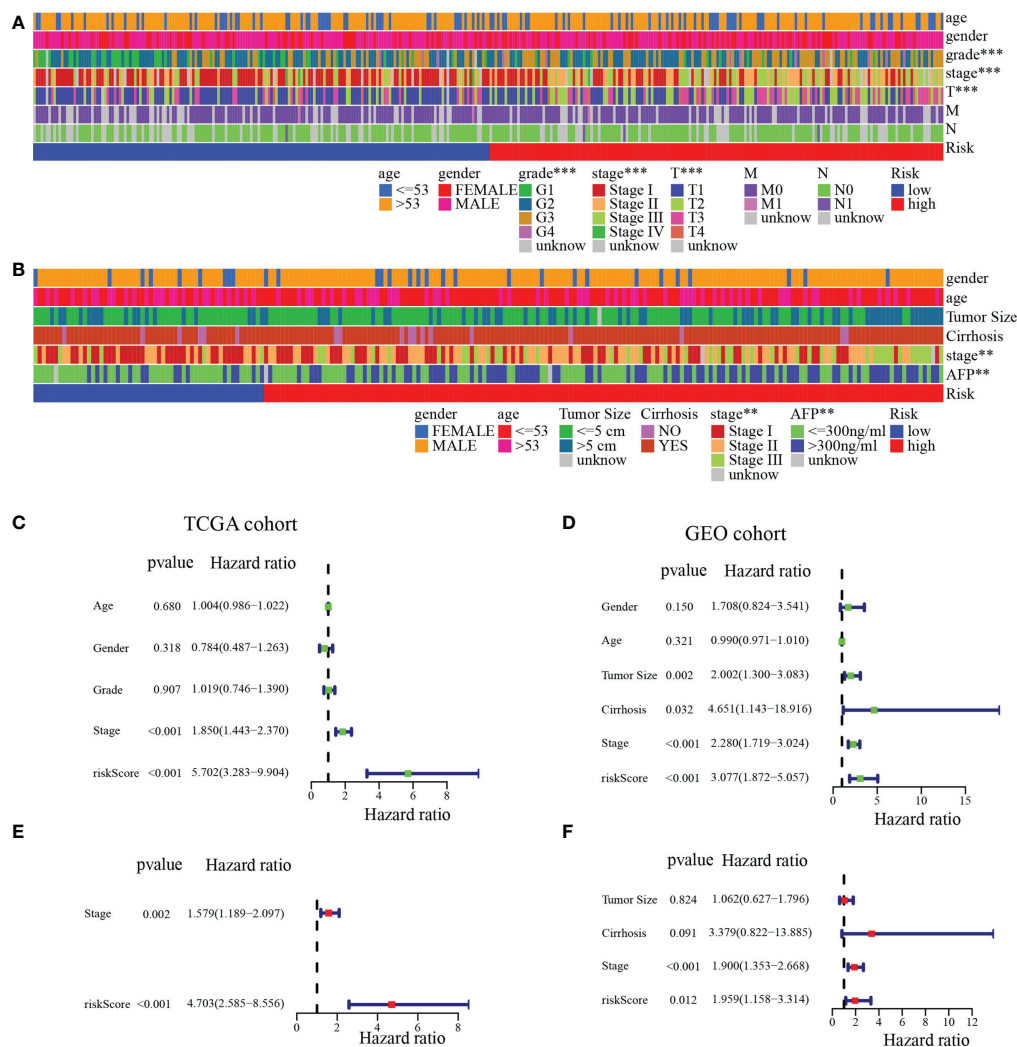 A
age
gender
grade***
stage***
T***
M
N
Risk
age gender grade*** stage*** T*** M N Risk
<=53 FEMALE G1 Stage I T1 M0 N0 low
>53 MALE G2 Stage II T2 M1 N1 high
G3 Stage III T3 unknow unknow
G4 Stage IV T4
unknow unknow unknow
B
gender
age
Tumor Size
Cirrhosis
stage**
AFP**
Risk
gender age Tumor Size Cirrhosis stage** AFP** Risk
FEMALE <=53 <=5 cm NO Stage I <=300ng/ml low
MALE >53 >5 cm YES Stage II >300ng/ml high
unknow Stage III unknow
unknow
C
TCGA cohort
pvalue Hazard ratio
Age 0.680 1.004(0.986−1.022)
Gender 0.318 0.784(0.487−1.263)
Grade 0.907 1.019(0.746−1.390)
Stage <0.001 1.850(1.443−2.370)
riskScore <0.001 5.702(3.283−9.904)
0 2 4 6 8
Hazard ratio
D
GEO cohort
pvalue Hazard ratio
Gender 0.150 1.708(0.824−3.541)
Age 0.321 0.990(0.971−1.010)
Tumor Size 0.002 2.002(1.300−3.083)
Cirrhosis 0.032 4.651(1.143−18.916)
Stage <0.001 2.280(1.719−3.024)
riskScore <0.001 3.077(1.872−5.057)
0 5 10 15
Hazard ratio
E
pvalue Hazard ratio
Stage 0.002 1.579(1.189−2.097)
riskScore <0.001 4.703(2.585−8.556)
0 2 4 6 8
Hazard ratio
F
pvalue Hazard ratio
Tumor Size 0.824 1.062(0.627−1.796)
Cirrhosis 0.091 3.379(0.822−13.885)
Stage <0.001 1.900(1.353−2.668)
riskScore 0.012 1.959(1.158−3.314)
0 2 4 6 8 10 12
Hazard ratio